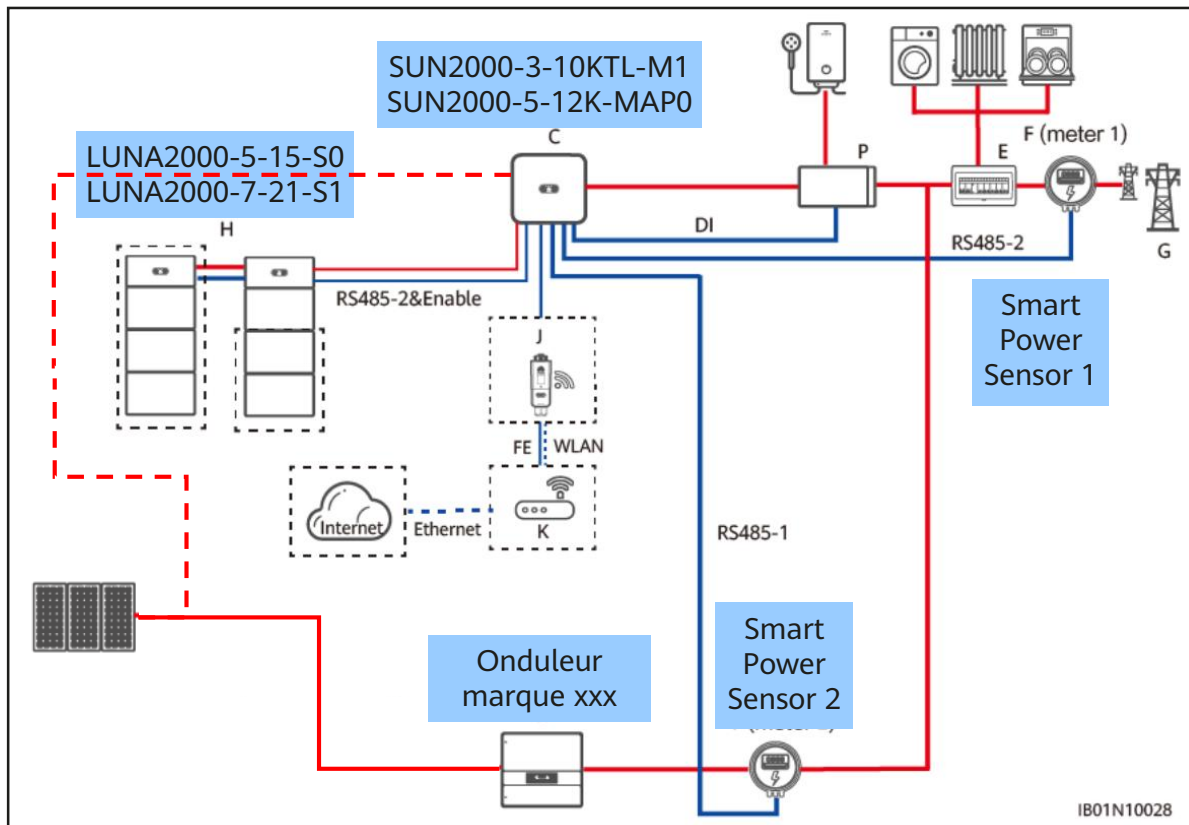 SUN2000-3-10KTL-M1
SUN2000-5-12K-MAP0
C
LUNA2000-5-15-S0
LUNA2000-7-21-S1
H
P
E
F (meter 1)
G
DI
RS485-2
RS485-2&Enable
Smart
Power
Sensor 1
J
FE
WLAN
Internet
Ethernet
K
RS485-1
Onduleur
marque xxx
Smart
Power
Sensor 2
IB01N10028